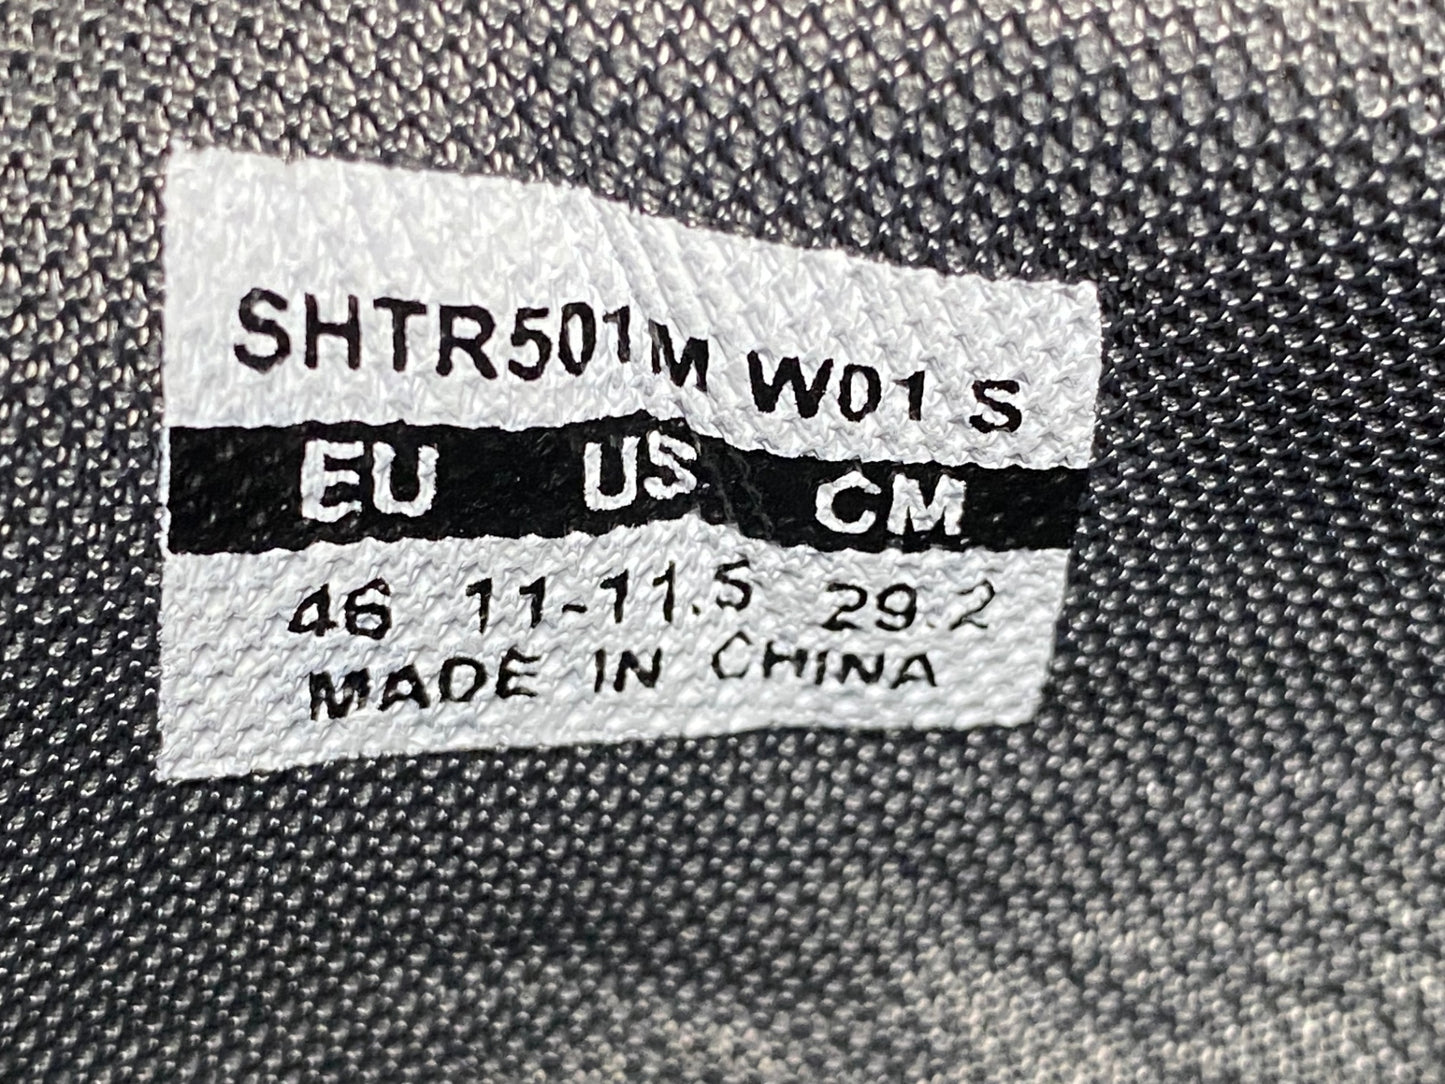 SHTR501M W01 S
EU US CM
46 11-11.5 29.2
MADE IN CHINA